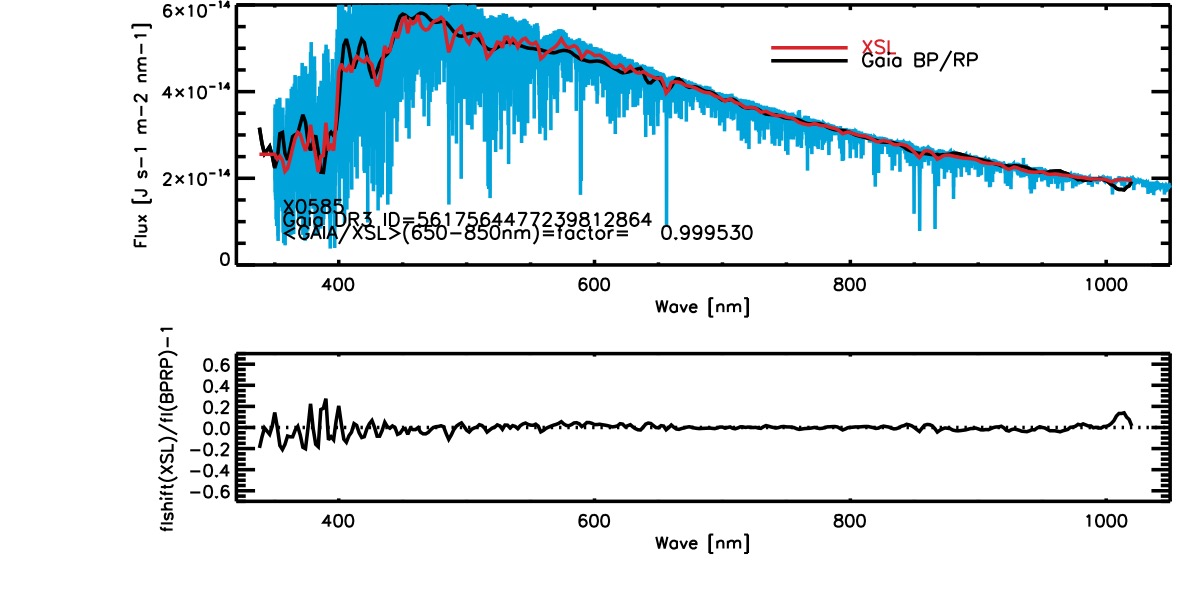 6×10−14
4×10−14
2×10−14
0
Flux [J s−1 m−2 nm−1]
XSL
Gaia BP/RP
X0585
Gaia DR3 ID=5617564477239812864
<GAIA/XSL>(650−850nm)=factor= 0.999530
400 600 800 1000
Wave [nm]
flshift(XSL)/fl(BPRP)−1
0.6
0.4
0.2
0.0
−0.2
−0.4
−0.6
400 600 800 1000
Wave [nm]